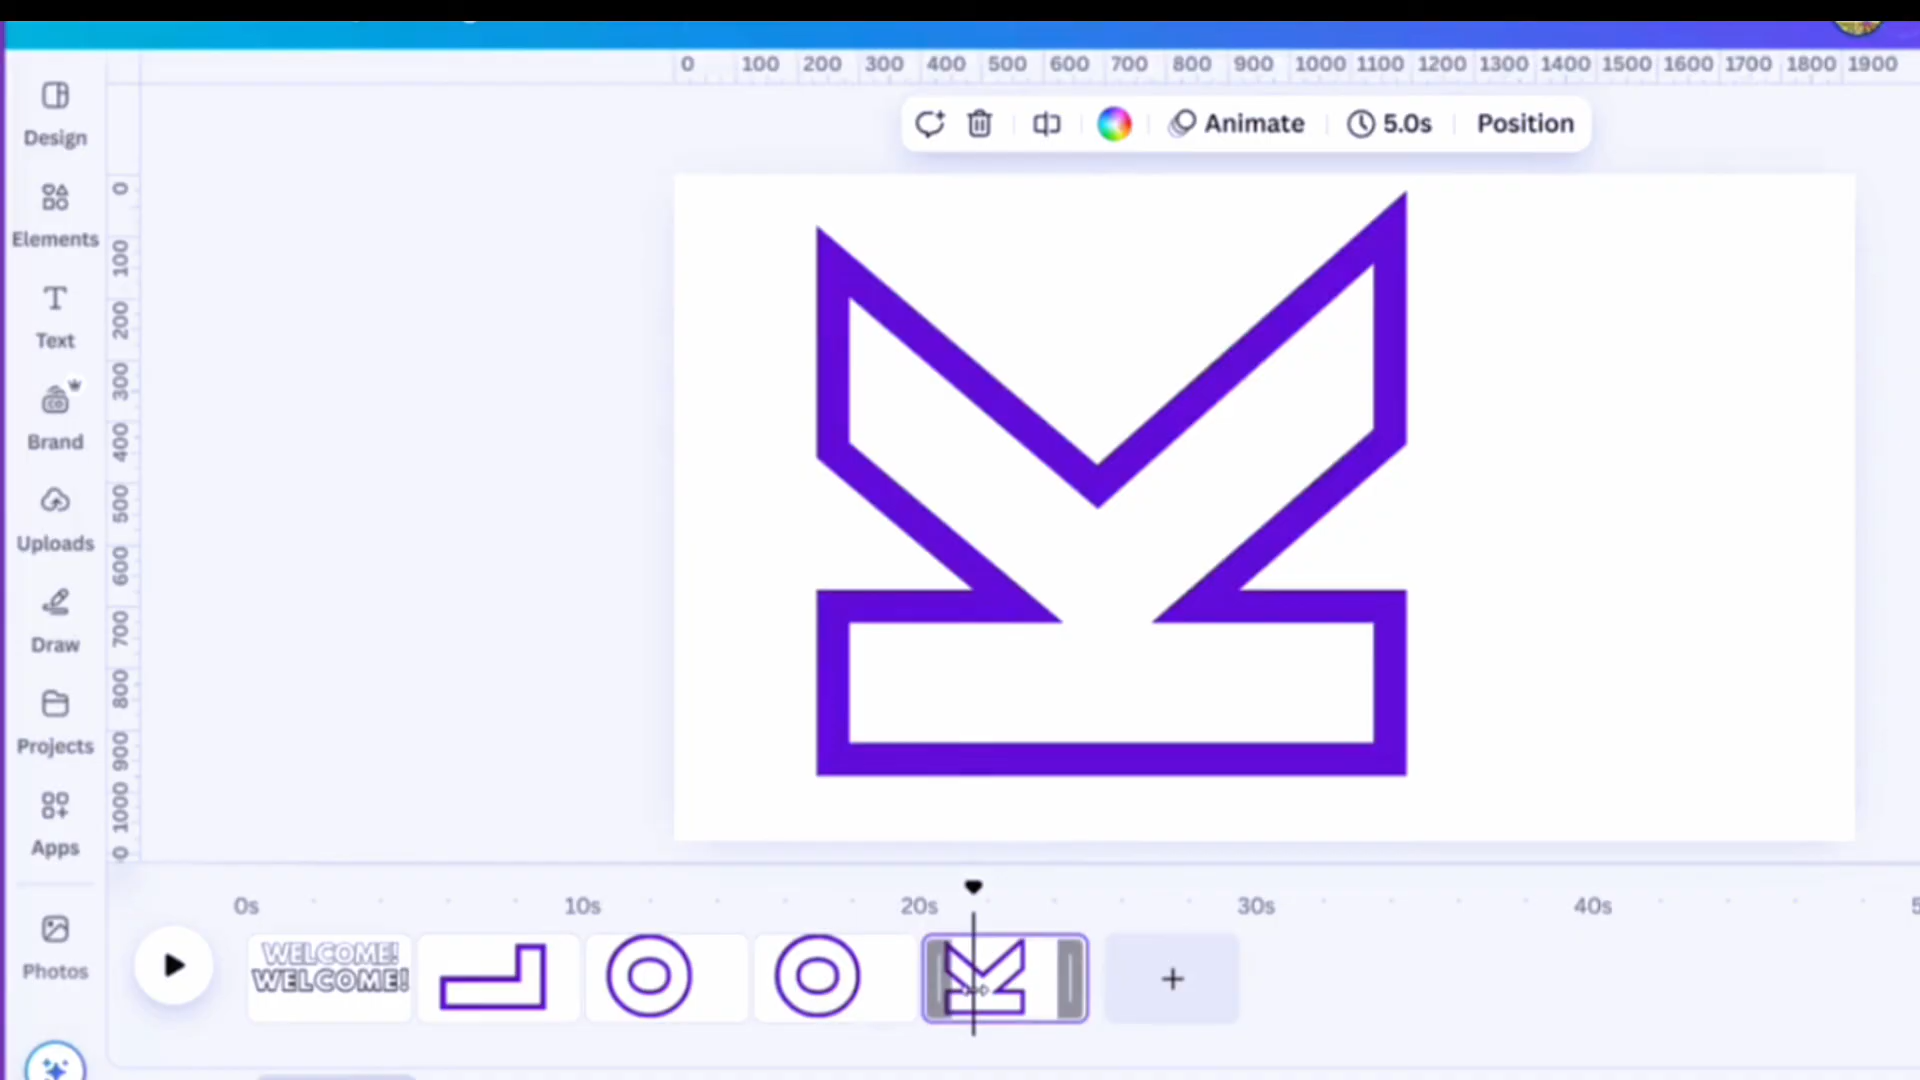 0 100 200 300 400 500 600 700 800 900 1000 1100 1200 1300 1400 1500 1600 1700 1800 1900
Animate 5.0s Position
Design
Elements
Text
Brand
Uploads
Draw
Projects
Apps
Photos
0
100
200
300
400
500
600
700
800
900
1000
0
K
0s 10s 20s 30s 40s
WELCOME!
WELCOME!
L O O K